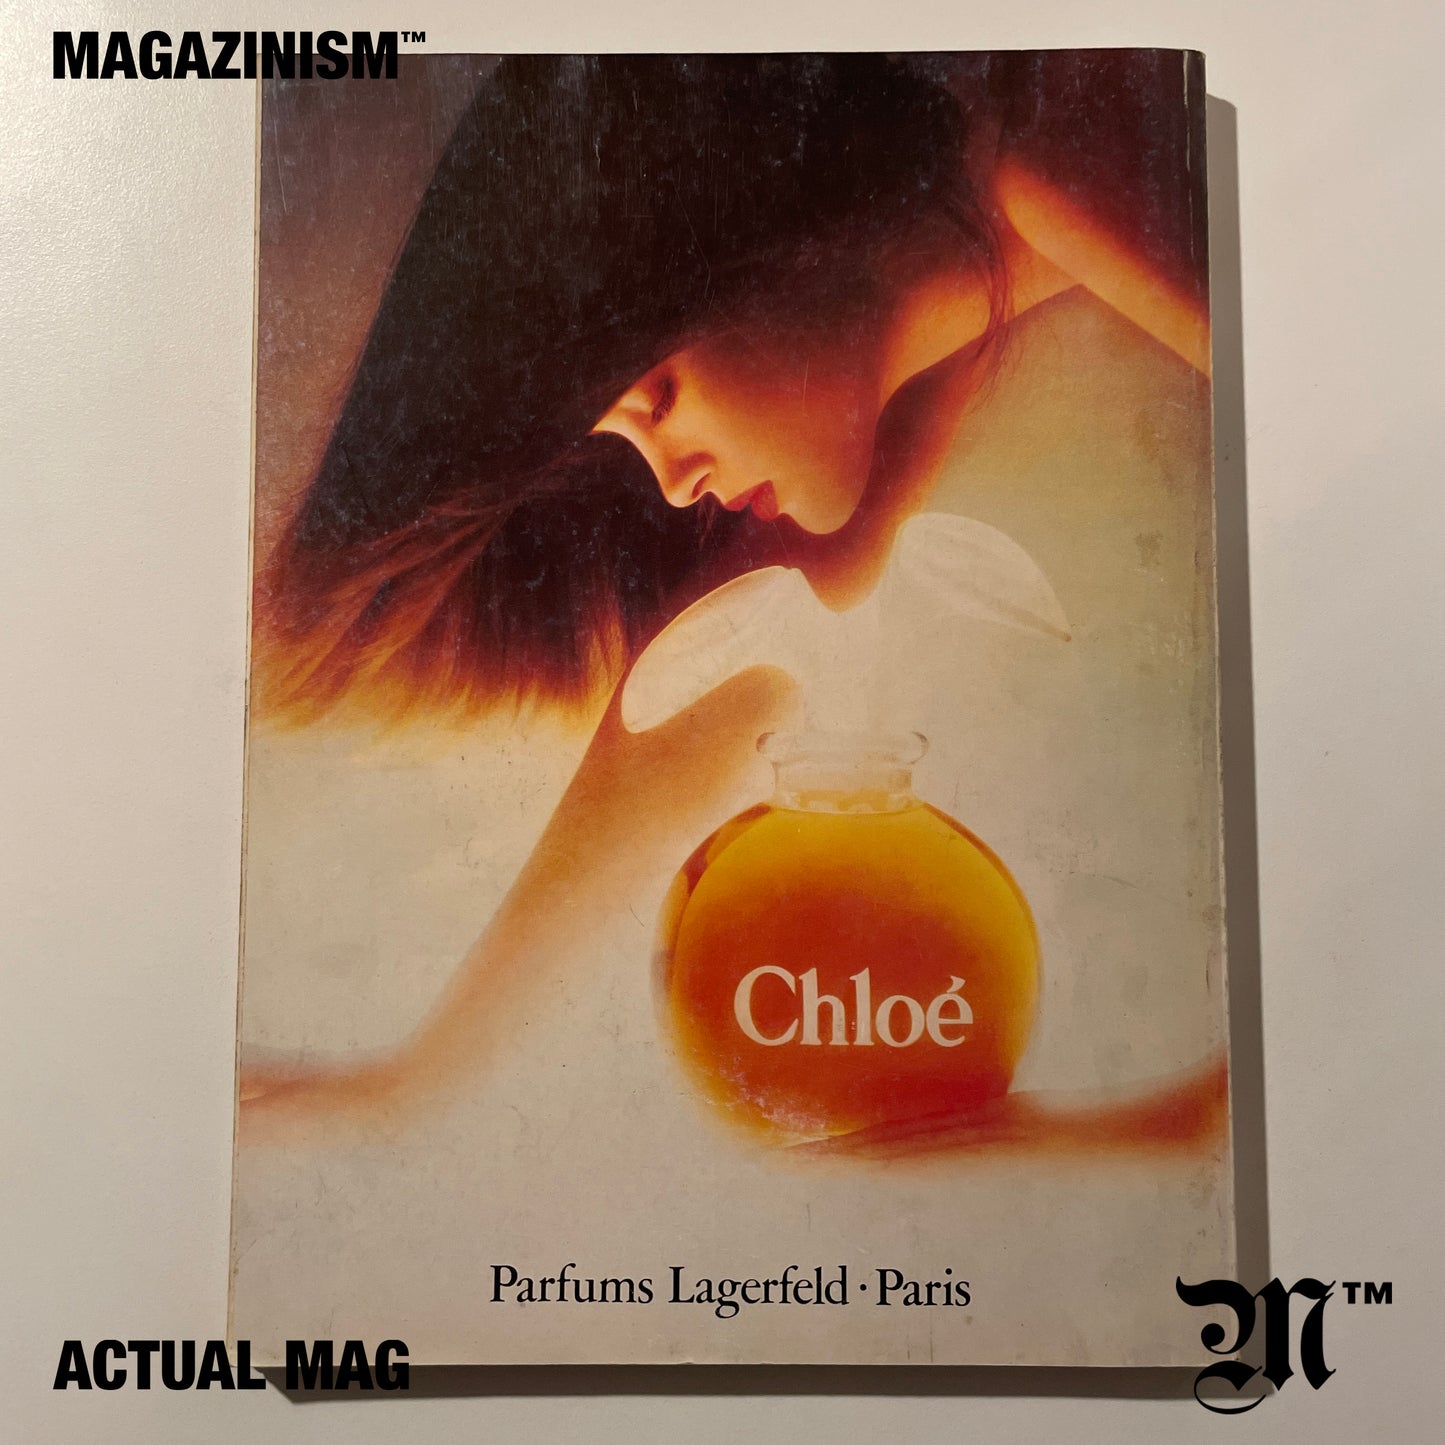 MAGAZINISM™
Chloé
Parfums Lagerfeld · Paris
ACTUAL MAG
M™